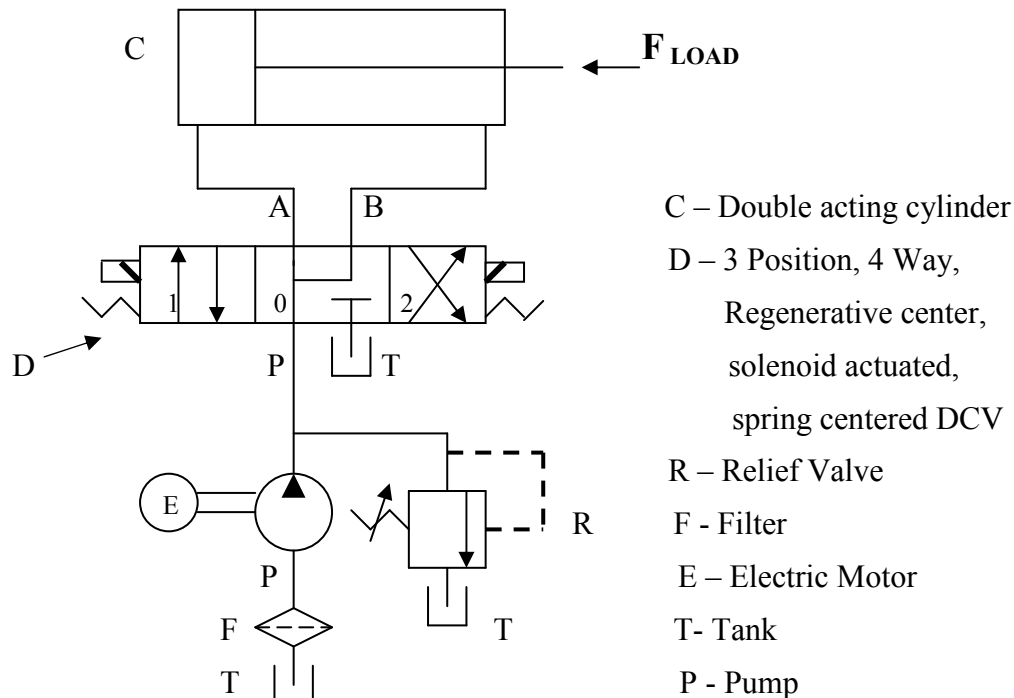 C
F LOAD
A B
C – Double acting cylinder
D – 3 Position, 4 Way,
Regenerative center,
solenoid actuated,
spring centered DCV
1 0 2
D
P T
R – Relief Valve
F - Filter
E – Electric Motor
T- Tank
P - Pump
E
R
P
F T
T